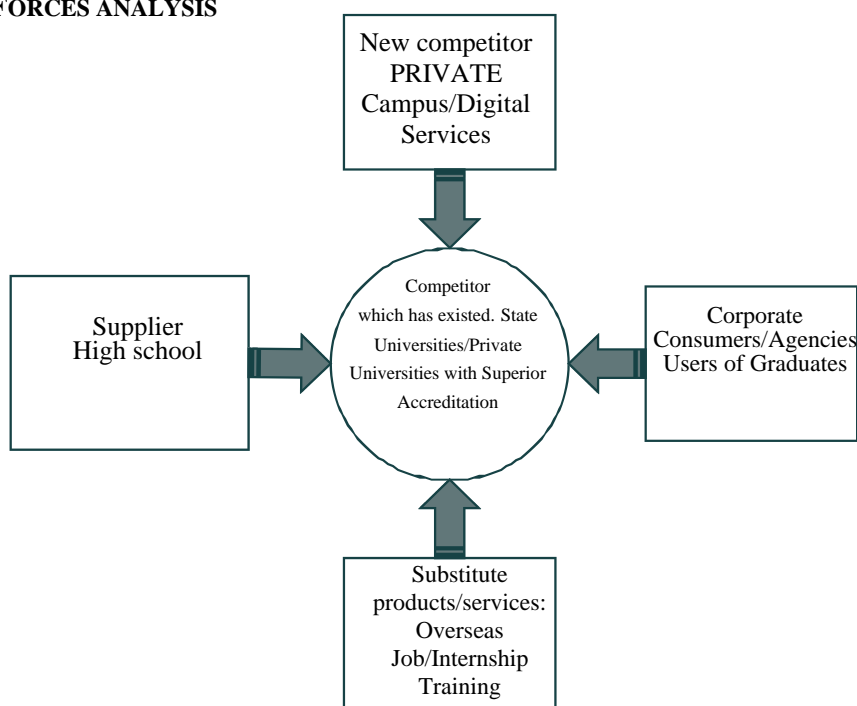 FORCES ANALYSIS
New competitor
PRIVATE
Campus/Digital
Services
Supplier
High school
Competitor
which has existed. State
Universities/Private
Universities with Superior
Accreditation
Corporate
Consumers/Agencies
Users of Graduates
Substitute
products/services:
Overseas
Job/Internship
Training